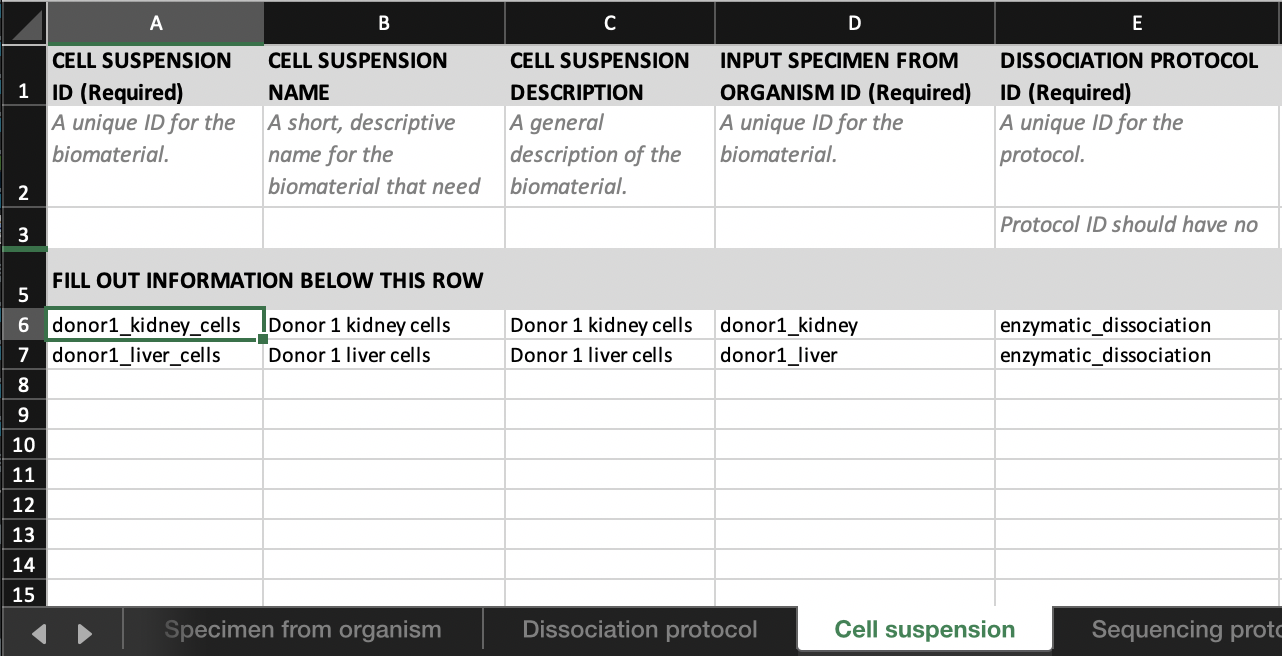 A B C D E
1 CELL SUSPENSION ID (Required) CELL SUSPENSION NAME CELL SUSPENSION DESCRIPTION INPUT SPECIMEN FROM ORGANISM ID (Required) DISSOCIATION PROTOCOL ID (Required)
2 A unique ID for the biomaterial. A short, descriptive name for the biomaterial that need A general description of the biomaterial. A unique ID for the biomaterial. A unique ID for the protocol.
3 Protocol ID should have no
5 FILL OUT INFORMATION BELOW THIS ROW
6 donor1_kidney_cells Donor 1 kidney cells Donor 1 kidney cells donor1_kidney enzymatic_dissociation
7 donor1_liver_cells Donor 1 liver cells Donor 1 liver cells donor1_liver enzymatic_dissociation
8
9
10
11
12
13
14
15
Specimen from organism Dissociation protocol Cell suspension Sequencing proto